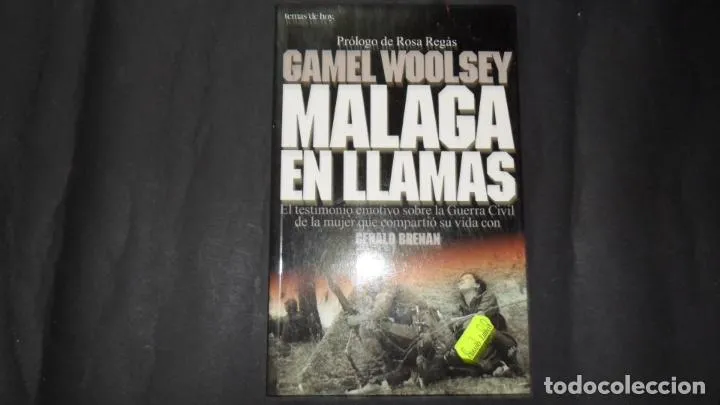 temas de hoy.
Prólogo de Rosa Regàs
GAMEL WOOLSEY
MALAGA
EN LLAMAS
El testimonio emotivo sobre la Guerra Civil
de la mujer que compartió su vida con
GERALD BRENAN
todocoleccion